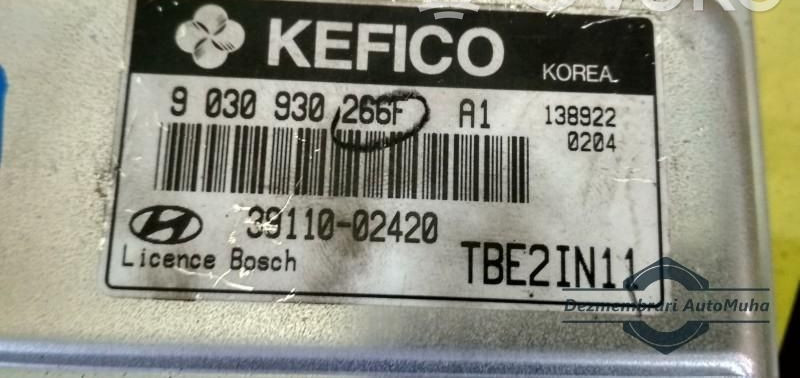 KEFICO
KOREA
9 030 930 266F A1 138922
0204
39110-02420
Licence Bosch TBE2IN11
Dezmembrari AutoMuha